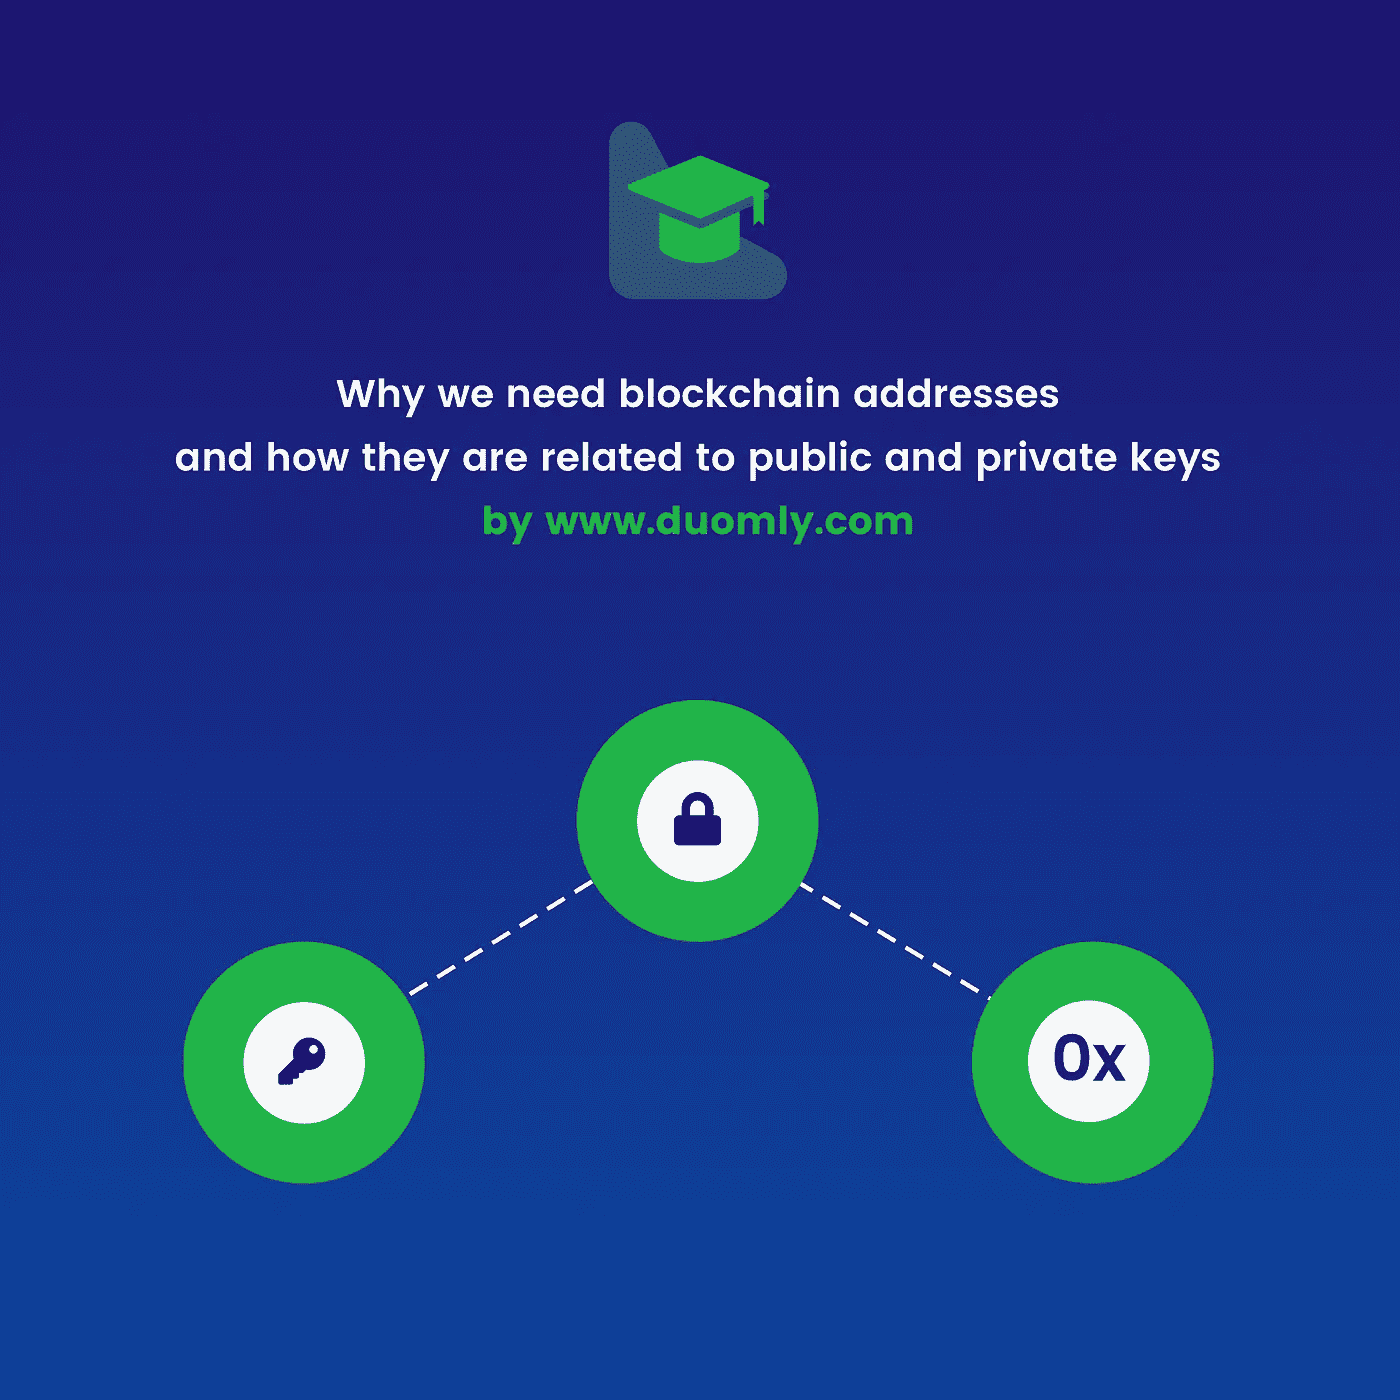 Why we need blockchain addresses
and how they are related to public and private keys
by www.duomly.com
0x